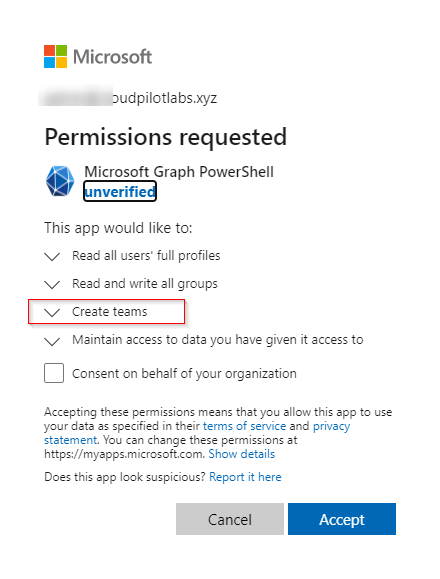 Microsoft
oudpilotlabs.xyz
Permissions requested
Microsoft Graph PowerShell
unverified
This app would like to:
Read all users' full profiles
Read and write all groups
Create teams
Maintain access to data you have given it access to
Consent on behalf of your organization
Accepting these permissions means that you allow this app to use
your data as specified in their terms of service and privacy
statement. You can change these permissions at
https://myapps.microsoft.com. Show details
Does this app look suspicious? Report it here
Cancel
Accept